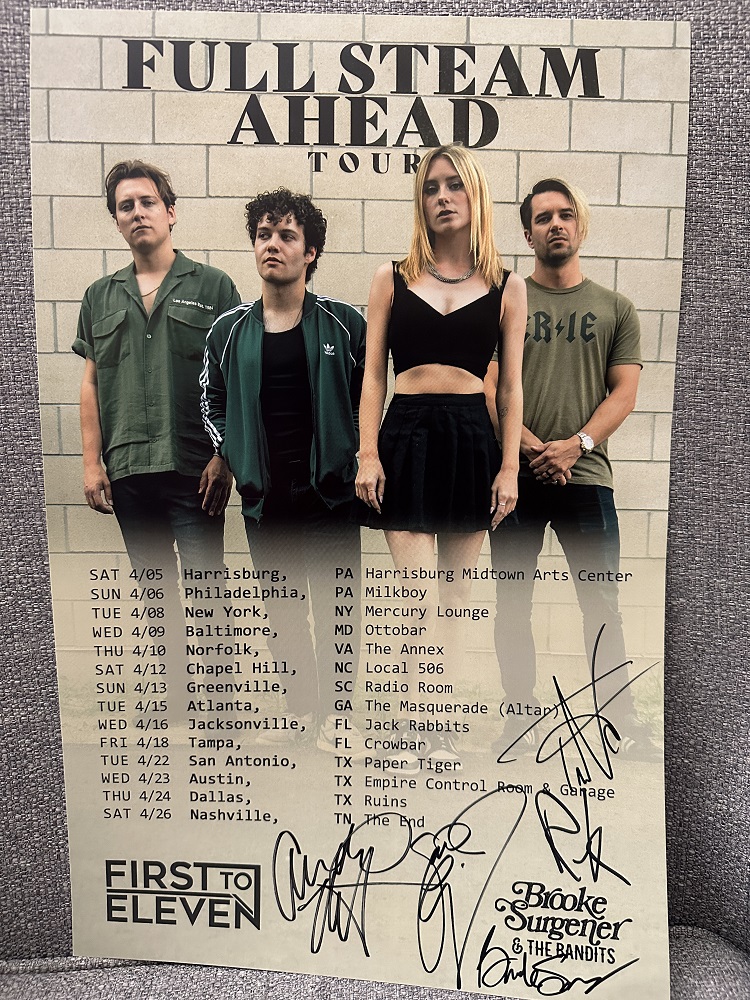 FULL STEAM
AHEAD
TOUR
Los Angeles
adidas
ER⚡IE
SAT 4/05 Harrisburg, PA Harrisburg Midtown Arts Center
SUN 4/06 Philadelphia, PA Milkboy
TUE 4/08 New York, NY Mercury Lounge
WED 4/09 Baltimore, MD Ottobar
THU 4/10 Norfolk, VA The Annex
SAT 4/12 Chapel Hill, NC Local 506
SUN 4/13 Greenville, SC Radio Room
TUE 4/15 Atlanta, GA The Masquerade (Altar)
WED 4/16 Jacksonville, FL Jack Rabbits
FRI 4/18 Tampa, FL Crowbar
TUE 4/22 San Antonio, TX Paper Tiger
WED 4/23 Austin, TX Empire Control Room & Garage
THU 4/24 Dallas, TX Ruins
SAT 4/26 Nashville, TN The End
FIRST TO
ELEVEN
Brooke
Surgener
& THE BANDITS